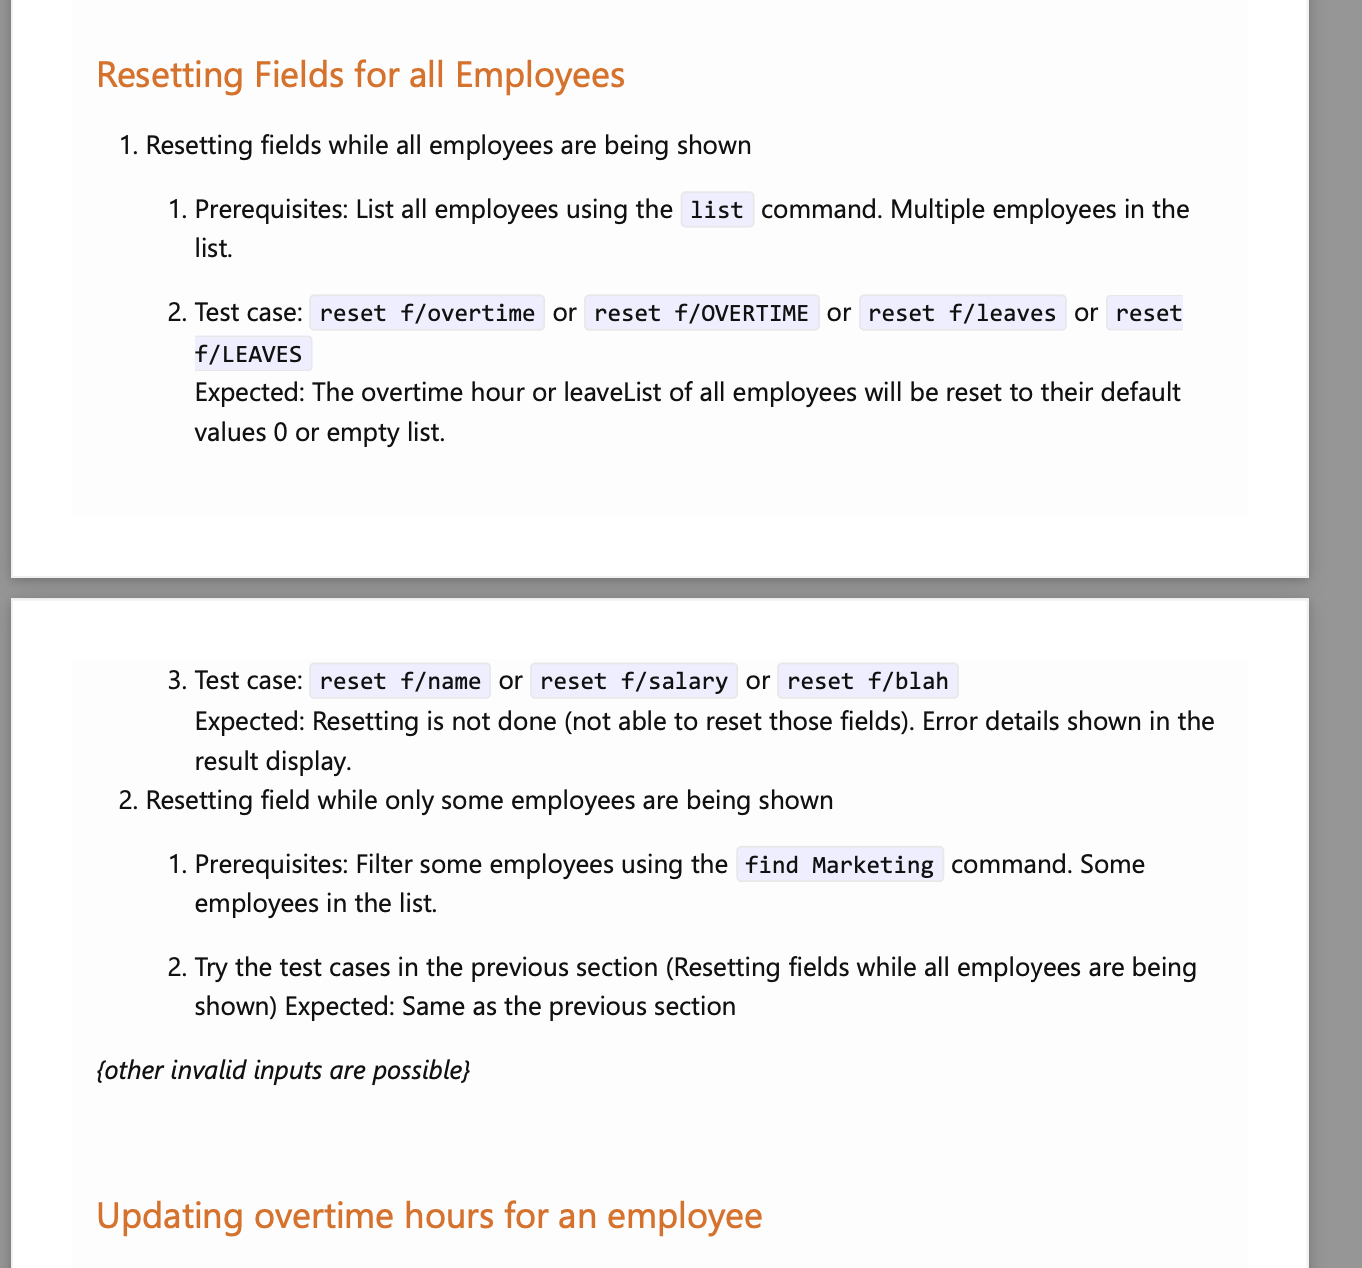 Resetting Fields for all Employees
1. Resetting fields while all employees are being shown
1. Prerequisites: List all employees using the list command. Multiple employees in the
list.
2. Test case: reset f/overtime or reset f/OVERTIME or reset f/leaves or reset
f/LEAVES
Expected: The overtime hour or leaveList of all employees will be reset to their default
values 0 or empty list.
3. Test case: reset f/name or reset f/salary or reset f/blah
Expected: Resetting is not done (not able to reset those fields). Error details shown in the
result display.
2. Resetting field while only some employees are being shown
1. Prerequisites: Filter some employees using the find Marketing command. Some
employees in the list.
2. Try the test cases in the previous section (Resetting fields while all employees are being
shown) Expected: Same as the previous section
{other invalid inputs are possible}
Updating overtime hours for an employee